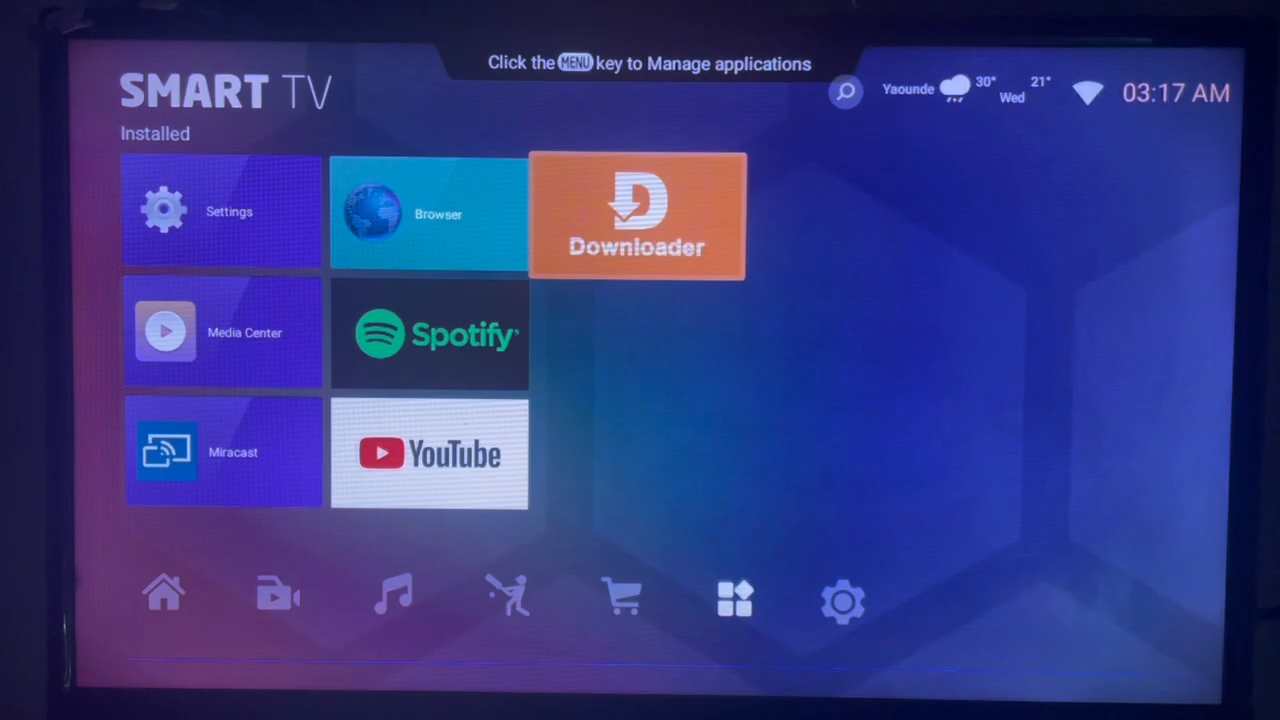 Click the MENU key to Manage applications
SMART TV
Yaounde 30° Wed 21° 03:17 AM
Installed
Settings
Browser
Downloader
Media Center
Spotify®
Miracast
YouTube